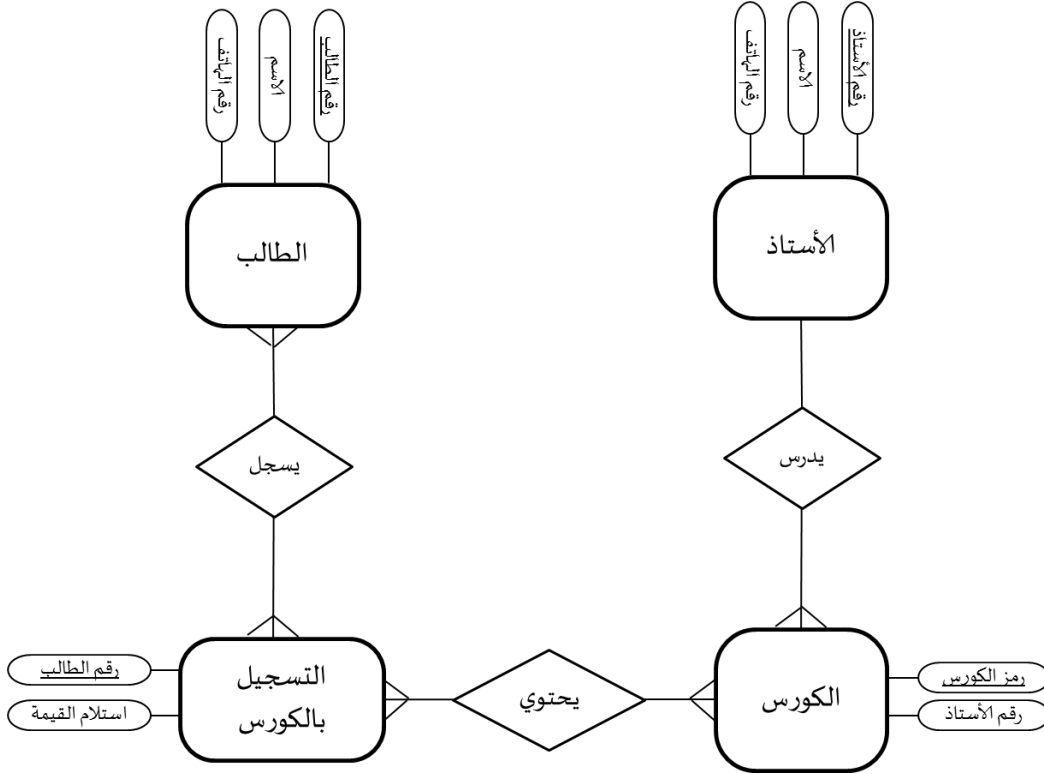 رقم الأستاذ
الاسم
رقم الهاتف
رقم الطالب
الاسم
رقم الهاتف
الأستاذ
الطالب
يدرس
يسجل
رمز الكورس
رقم الأستاذ
الكورس
يحتوي
التسجيل
بالكورس
رقم الطالب
استلام القيمة